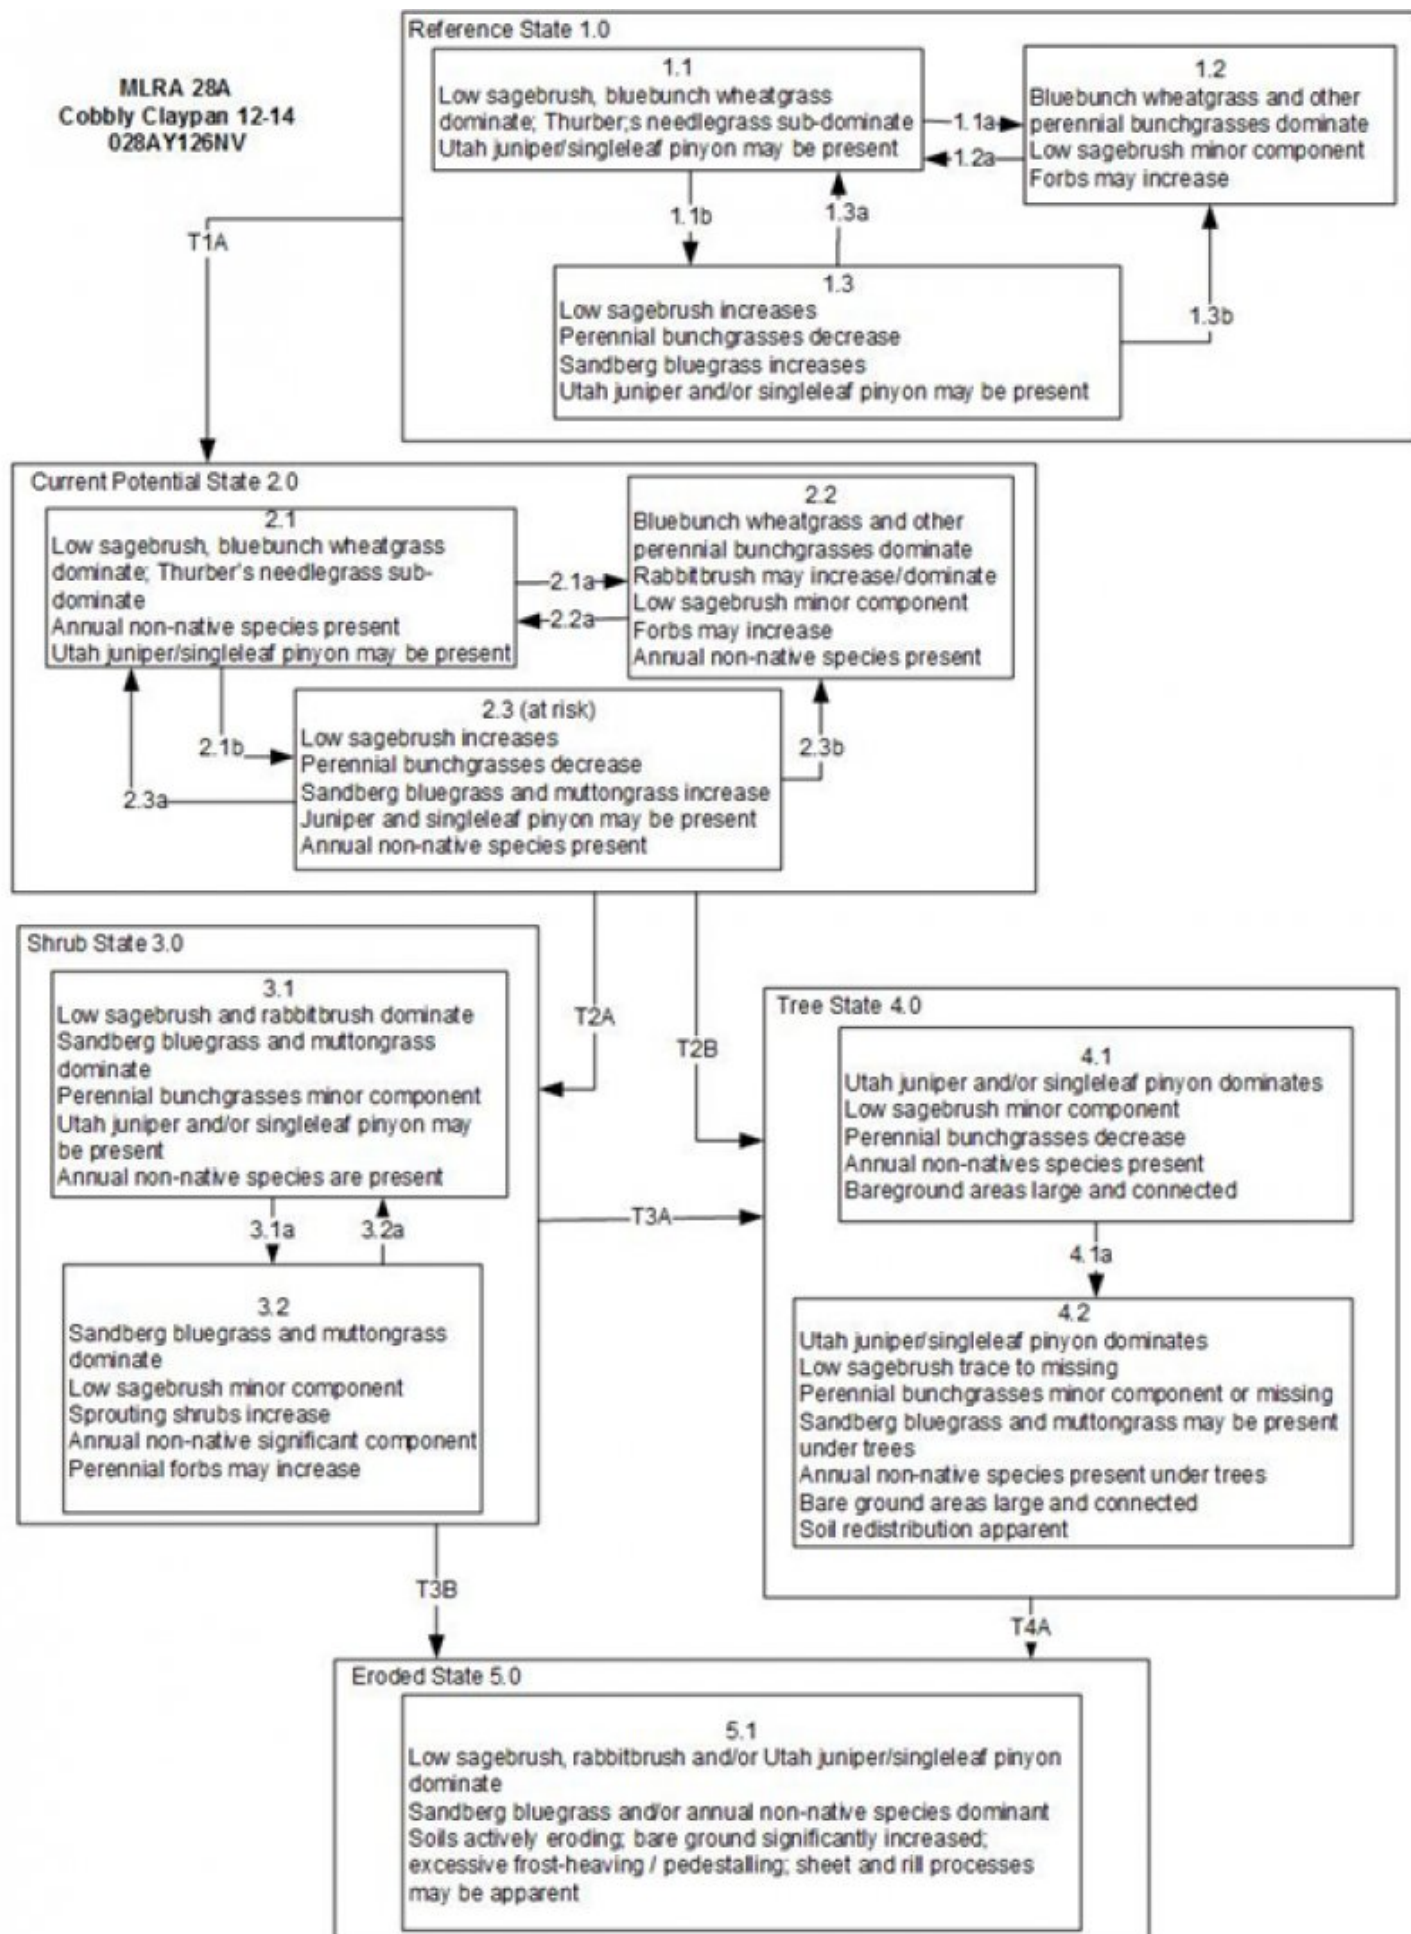 MLRA 28A
Cobbly Claypan 12-14
028AY126NV
Reference State 1.0
1.1
Low sagebrush, bluebunch wheatgrass
dominate; Thurber;s needlegrass sub-dominate
Utah juniper/singleleaf pinyon may be present
1.1a
1.2a
1.2
Bluebunch wheatgrass and other
perennial bunchgrasses dominate
Low sagebrush minor component
Forbs may increase
1.1b
1.3a
1.3
Low sagebrush increases
Perennial bunchgrasses decrease
Sandberg bluegrass increases
Utah juniper and/or singleleaf pinyon may be present
1.3b
T1A
Current Potential State 2.0
2.1
Low sagebrush, bluebunch wheatgrass
dominate; Thurber's needlegrass sub-
dominate
Annual non-native species present
Utah juniper/singleleaf pinyon may be present
2.1a
2.2a
2.2
Bluebunch wheatgrass and other
perennial bunchgrasses dominate
Rabbitbrush may increase/dominate
Low sagebrush minor component
Forbs may increase
Annual non-native species present
2.1b
2.3a
2.3 (at risk)
Low sagebrush increases
Perennial bunchgrasses decrease
Sandberg bluegrass and muttongrass increase
Juniper and singleleaf pinyon may be present
Annual non-native species present
2.3b
T2A
T2B
Shrub State 3.0
3.1
Low sagebrush and rabbitbrush dominate
Sandberg bluegrass and muttongrass
dominate
Perennial bunchgrasses minor component
Utah juniper and/or singleleaf pinyon may
be present
Annual non-native species are present
3.1a
3.2a
3.2
Sandberg bluegrass and muttongrass
dominate
Low sagebrush minor component
Sprouting shrubs increase
Annual non-native significant component
Perennial forbs may increase
T3A
Tree State 4.0
4.1
Utah juniper and/or singleleaf pinyon dominates
Low sagebrush minor component
Perennial bunchgrasses decrease
Annual non-natives species present
Bareground areas large and connected
4.1a
4.2
Utah juniper/singleleaf pinyon dominates
Low sagebrush trace to missing
Perennial bunchgrasses minor component or missing
Sandberg bluegrass and muttongrass may be present
under trees
Annual non-native species present under trees
Bare ground areas large and connected
Soil redistribution apparent
T3B
T4A
Eroded State 5.0
5.1
Low sagebrush, rabbitbrush and/or Utah juniper/singleleaf pinyon
dominate
Sandberg bluegrass and/or annual non-native species dominant
Soils actively eroding; bare ground significantly increased;
excessive frost-heaving / pedestalling; sheet and rill processes
may be apparent